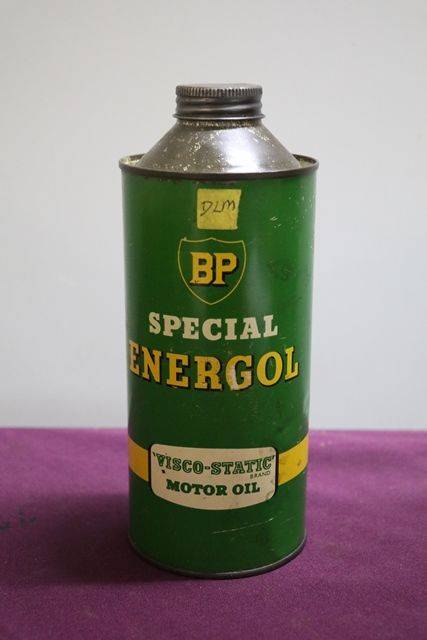 DLM
BP
SPECIAL
ENERGOL
"VISCO-STATIC"
BRAND
MOTOR OIL